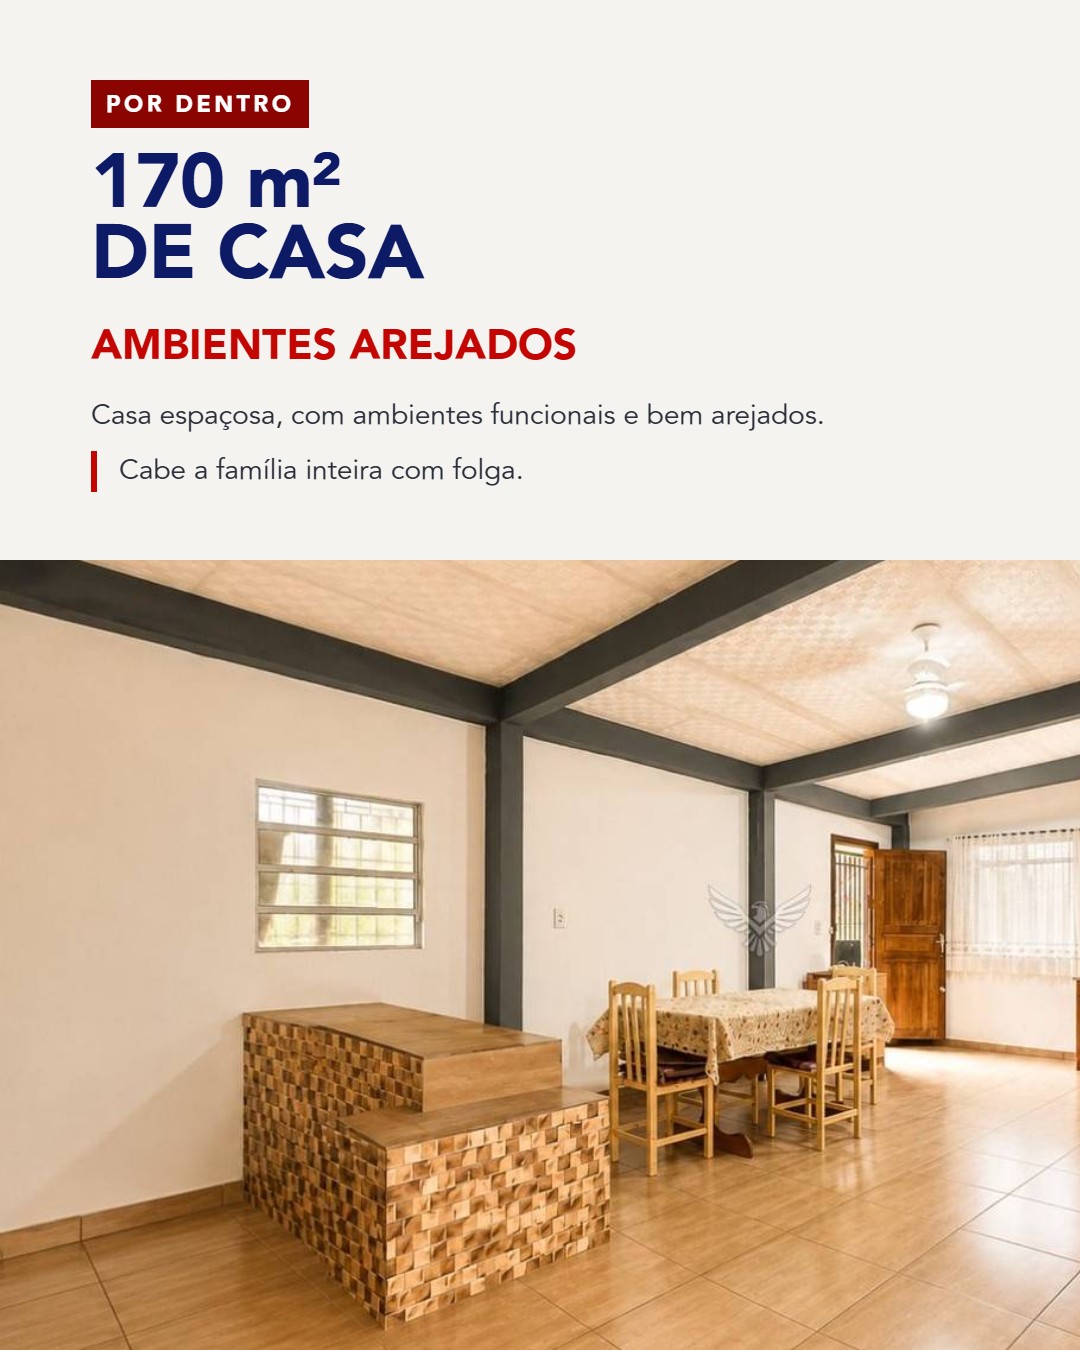 POR DENTRO
170 m²
DE CASA
AMBIENTES AREJADOS
Casa espaçosa, com ambientes funcionais e bem arejados.
Cabe a família inteira com folga.